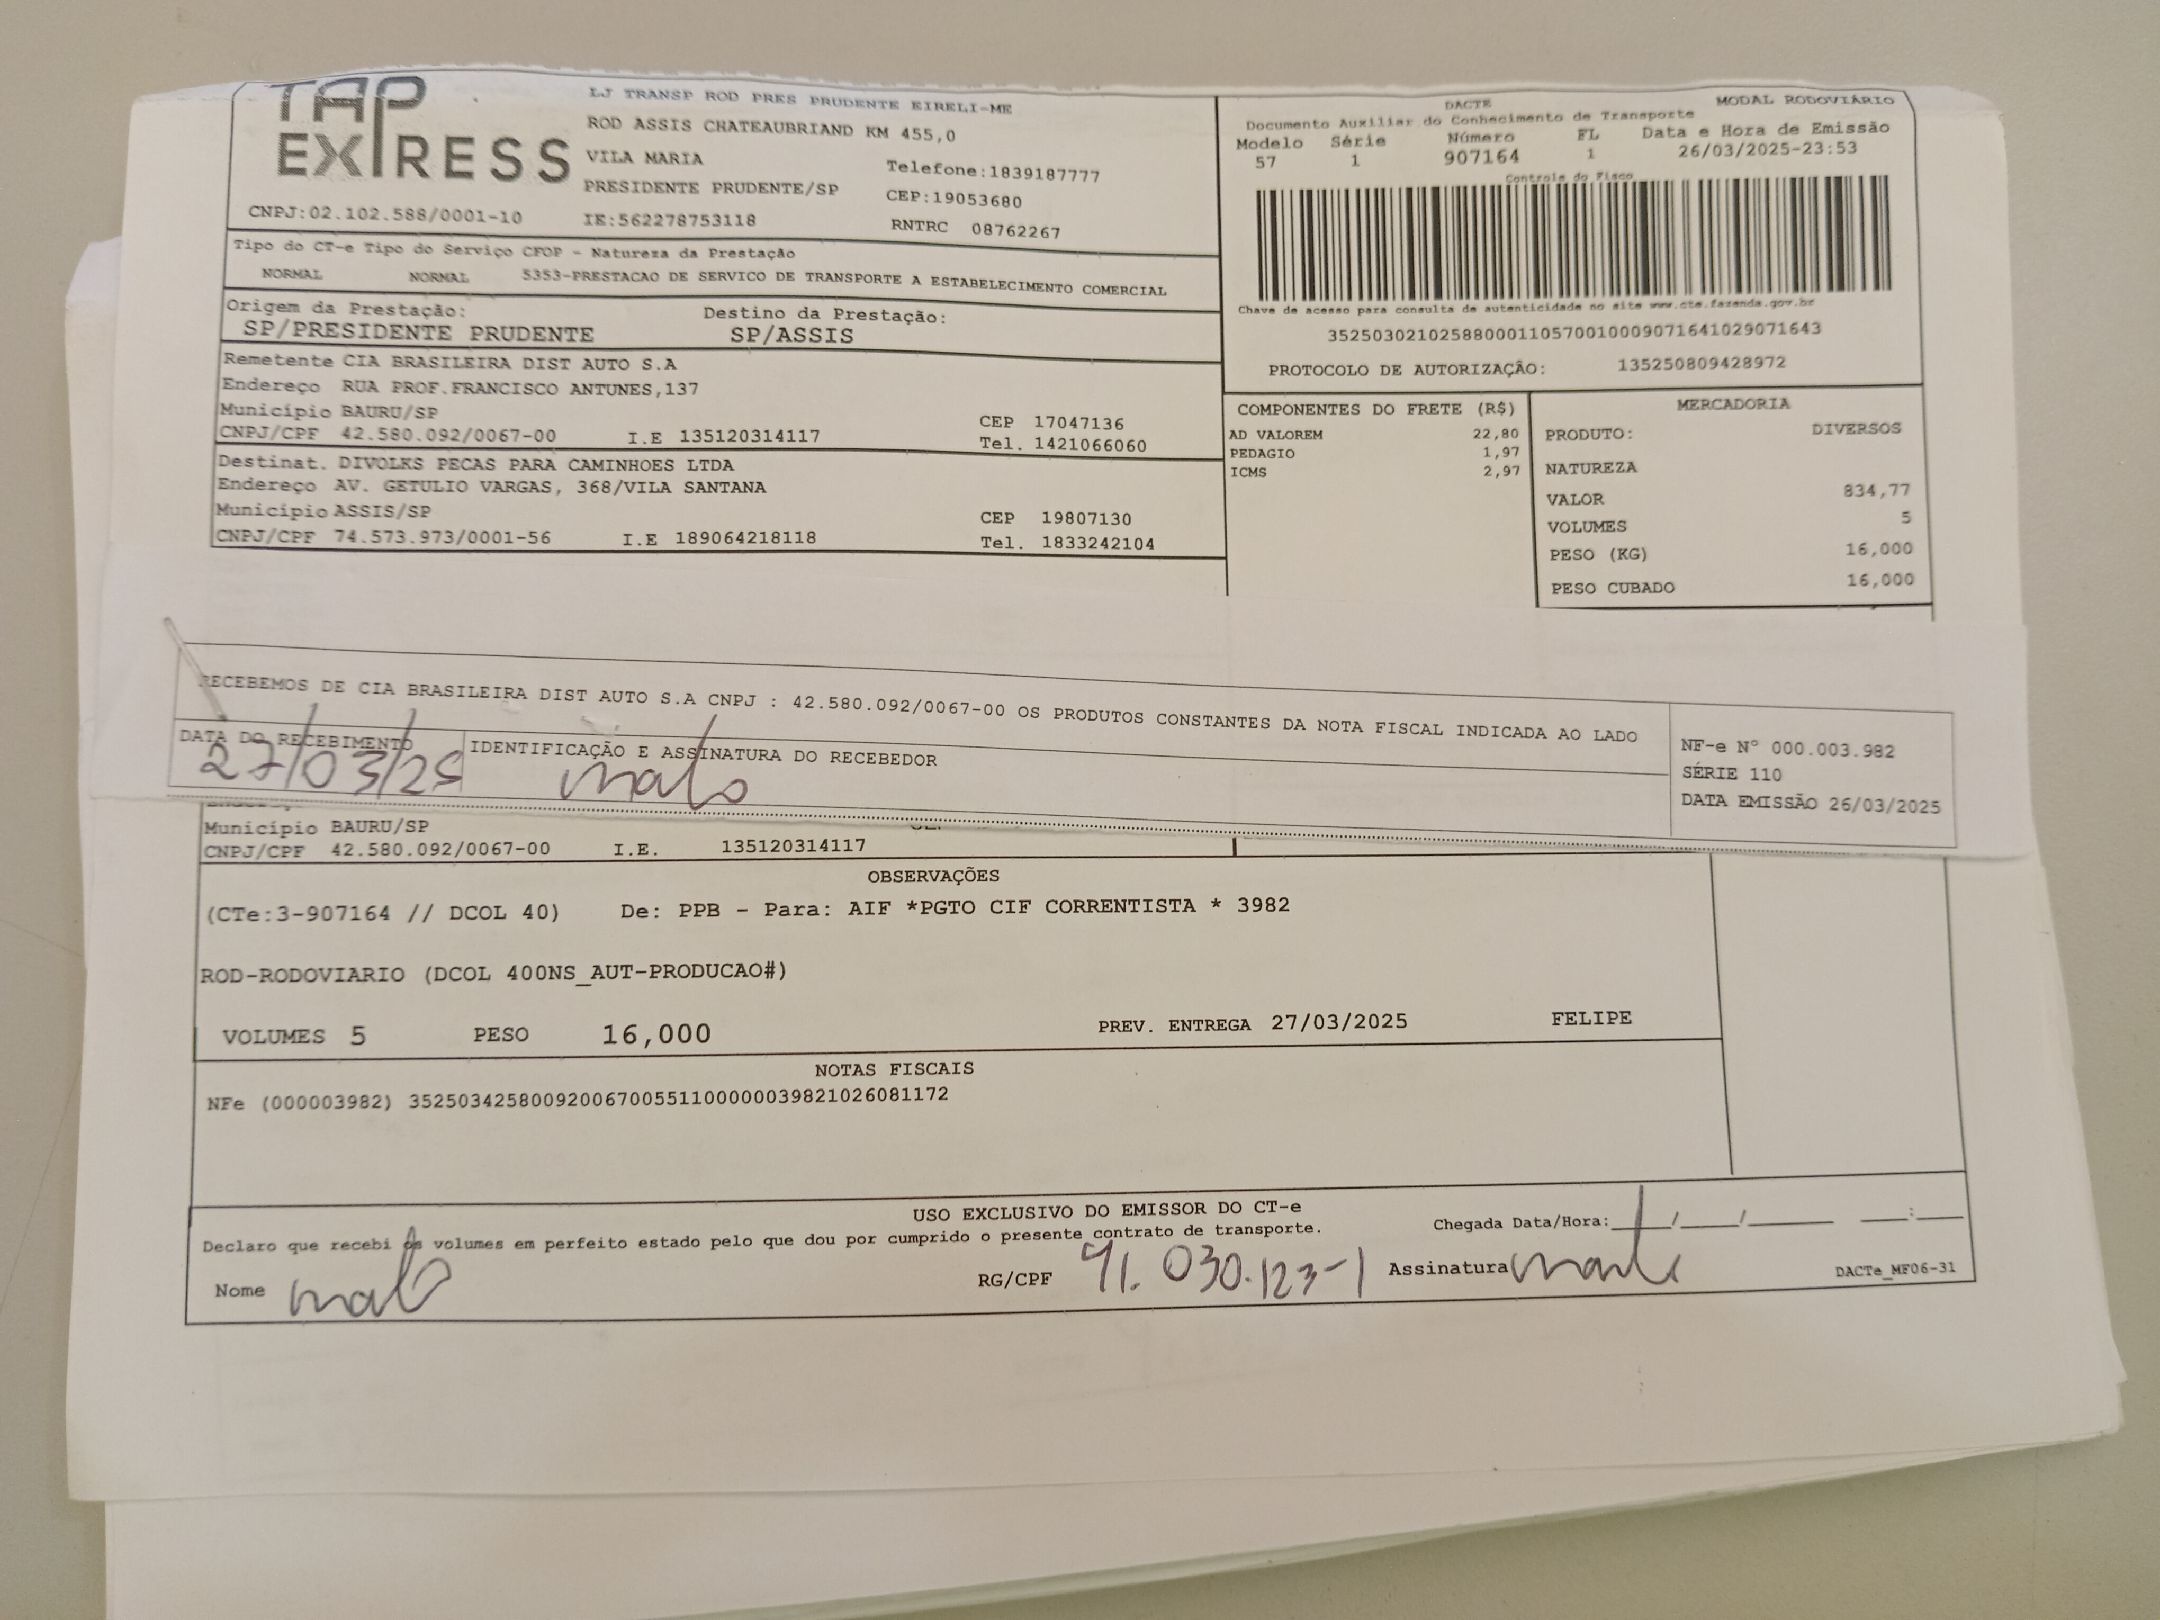 TAP EXPRESS
LJ TRANSP ROD PRES PRUDENTE EIRELI-ME
ROD ASSIS CHATEAUBRIAND KM 455,0
VILA MARIA
Telefone:1839187777
PRESIDENTE PRUDENTE/SP
CEP:19053680
CNPJ:02.102.588/0001-10 IE:562278753118 RNTRC 08762267
DACTE MODAL RODOVIÁRIO
Documento Auxiliar do Conhecimento de Transporte
Modelo Série Número FL Data e Hora de Emissão
57 1 907164 1 26/03/2025-23:53
Controle do Fisco
Chave de acesso para consulta de autenticidade no site www.cte.fazenda.gov.br
35250302102588000110570010009071641029071643
PROTOCOLO DE AUTORIZAÇÃO: 135250809428972
Tipo do CT-e Tipo do Serviço CFOP - Natureza da Prestação
NORMAL NORMAL 5353-PRESTACAO DE SERVICO DE TRANSPORTE A ESTABELECIMENTO COMERCIAL
Origem da Prestação: Destino da Prestação:
SP/PRESIDENTE PRUDENTE SP/ASSIS
Remetente CIA BRASILEIRA DIST AUTO S.A
Endereço RUA PROF.FRANCISCO ANTUNES,137
Município BAURU/SP CEP 17047136
CNPJ/CPF 42.580.092/0067-00 I.E 135120314117 Tel. 1421066060
Destinat. DIVOLKS PECAS PARA CAMINHOES LTDA
Endereço AV. GETULIO VARGAS, 368/VILA SANTANA
Município ASSIS/SP CEP 19807130
CNPJ/CPF 74.573.973/0001-56 I.E 189064218118 Tel. 1833242104
COMPONENTES DO FRETE (R$)
AD VALOREM 22,80
PEDAGIO 1,97
ICMS 2,97
MERCADORIA
PRODUTO: DIVERSOS
NATUREZA
VALOR 834,77
VOLUMES 5
PESO (KG) 16,000
PESO CUBADO 16,000
RECEBEMOS DE CIA BRASILEIRA DIST AUTO S.A CNPJ : 42.580.092/0067-00 OS PRODUTOS CONSTANTES DA NOTA FISCAL INDICADA AO LADO
DATA DO RECEBIMENTO IDENTIFICAÇÃO E ASSINATURA DO RECEBEDOR
27/03/25
NF-e N° 000.003.982
SÉRIE 110
DATA EMISSÃO 26/03/2025
Município BAURU/SP
CNPJ/CPF 42.580.092/0067-00 I.E. 135120314117
OBSERVAÇÕES
(CTe:3-907164 // DCOL 40) De: PPB - Para: AIF *PGTO CIF CORRENTISTA * 3982
ROD-RODOVIARIO (DCOL 400NS_AUT-PRODUCAO#)
VOLUMES 5 PESO 16,000 PREV. ENTREGA 27/03/2025 FELIPE
NOTAS FISCAIS
NFe (000003982) 35250342580092006700551100000039821026081172
USO EXCLUSIVO DO EMISSOR DO CT-e
Declaro que recebi os volumes em perfeito estado pelo que dou por cumprido o presente contrato de transporte.
Chegada Data/Hora:____/____/______ ____:____
Nome RG/CPF 41.030.123-1 Assinatura
DACTe_MF06-31